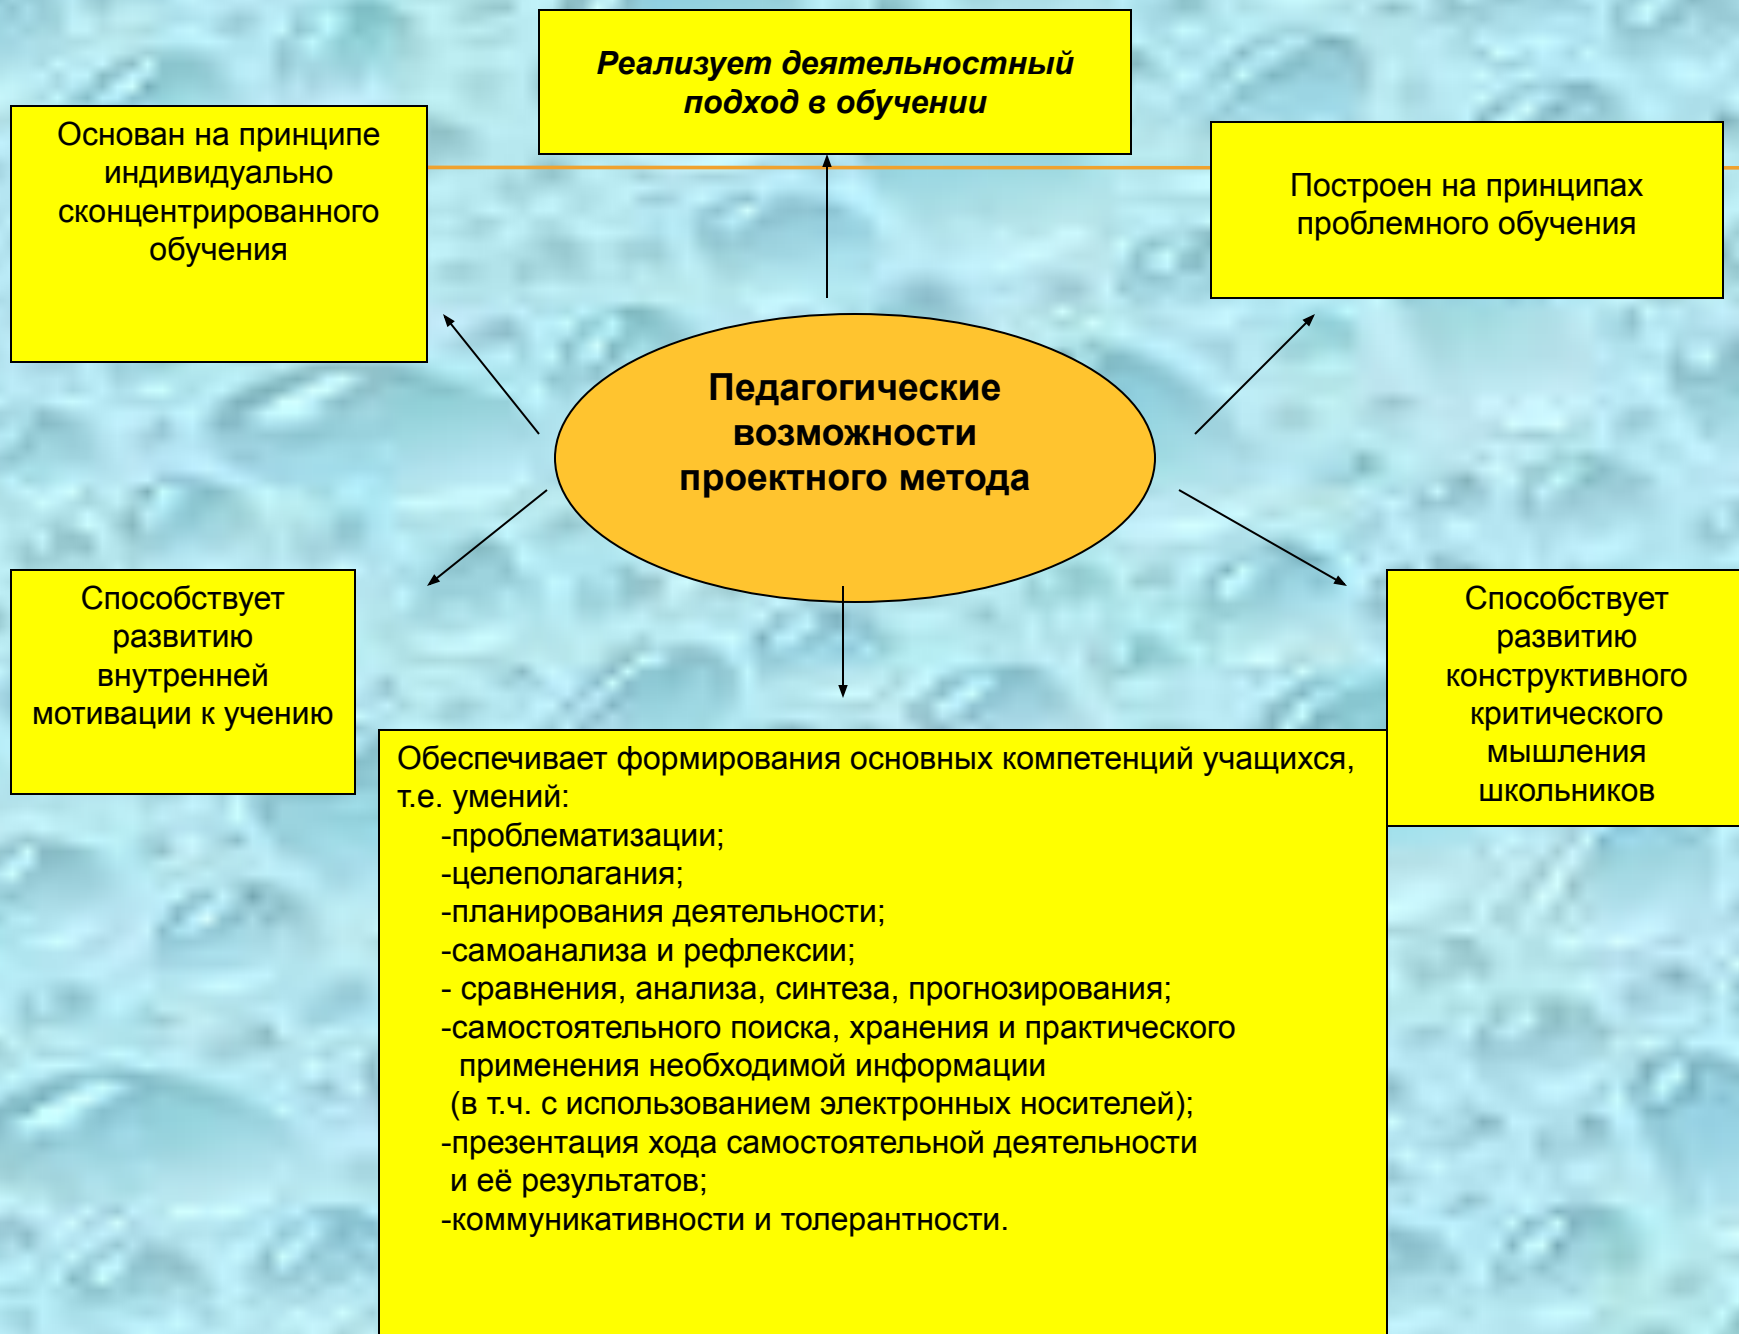 Реализует деятельностный
подход в обучении
Основан на принципе
индивидуально
сконцентрированного
обучения
Построен на принципах
проблемного обучения
Педагогические
возможности
проектного метода
Способствует
развитию
внутренней
мотивации к учению
Способствует
развитию
конструктивного
критического
мышления
школьников
Обеспечивает формирования основных компетенций учащихся,
т.е. умений:
-проблематизации;
-целеполагания;
-планирования деятельности;
-самоанализа и рефлексии;
- сравнения, анализа, синтеза, прогнозирования;
-самостоятельного поиска, хранения и практического
применения необходимой информации
(в т.ч. с использованием электронных носителей);
-презентация хода самостоятельной деятельности
и её результатов;
-коммуникативности и толерантности.